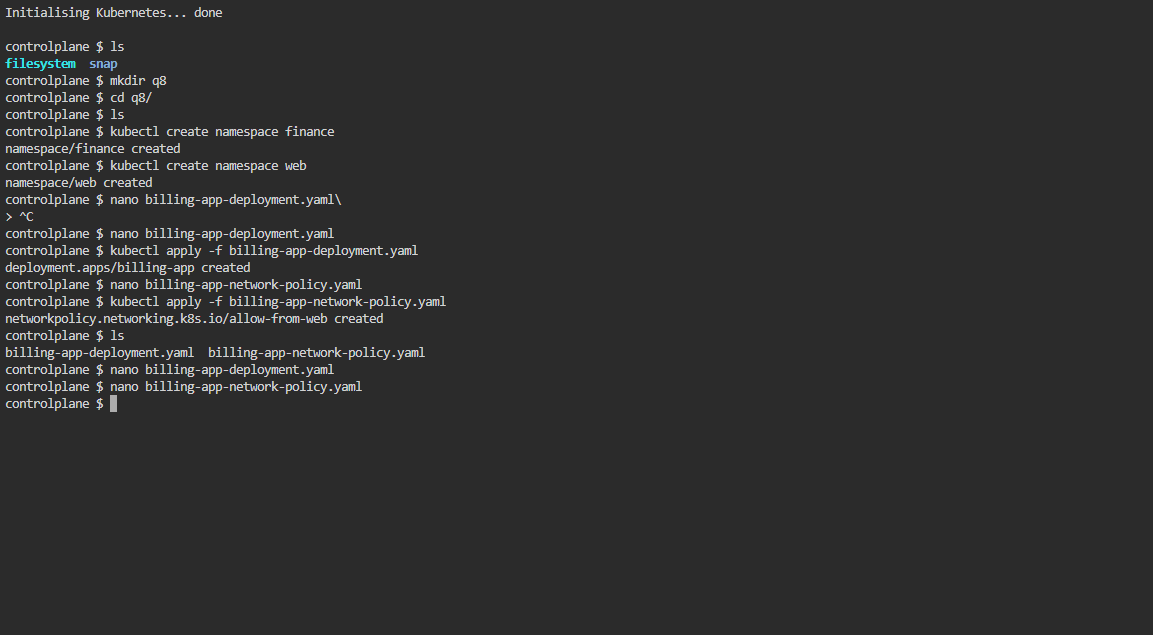 Initialising Kubernetes... done
controlplane $ ls
filesystem  snap
controlplane $ mkdir q8
controlplane $ cd q8/
controlplane $ ls
controlplane $ kubectl create namespace finance
namespace/finance created
controlplane $ kubectl create namespace web
namespace/web created
controlplane $ nano billing-app-deployment.yaml\
> ^C
controlplane $ nano billing-app-deployment.yaml
controlplane $ kubectl apply -f billing-app-deployment.yaml
deployment.apps/billing-app created
controlplane $ nano billing-app-network-policy.yaml
controlplane $ kubectl apply -f billing-app-network-policy.yaml
networkpolicy.networking.k8s.io/allow-from-web created
controlplane $ ls
billing-app-deployment.yaml  billing-app-network-policy.yaml
controlplane $ nano billing-app-deployment.yaml
controlplane $ nano billing-app-network-policy.yaml
controlplane $